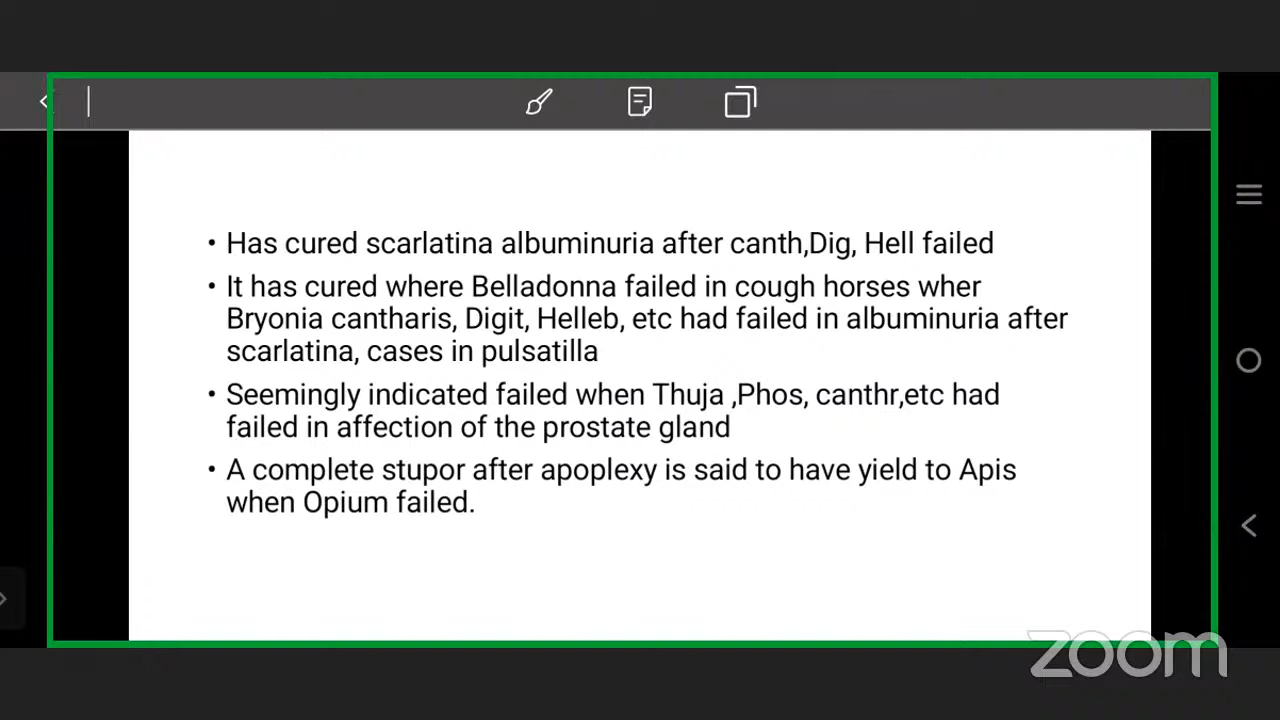 • Has cured scarlatina albuminuria after canth,Dig, Hell failed
• It has cured where Belladonna failed in cough horses wher
Bryonia cantharis, Digit, Helleb, etc had failed in albuminuria after
scarlatina, cases in pulsatilla
• Seemingly indicated failed when Thuja ,Phos, canthr,etc had
failed in affection of the prostate gland
• A complete stupor after apoplexy is said to have yield to Apis
when Opium failed.
zoom